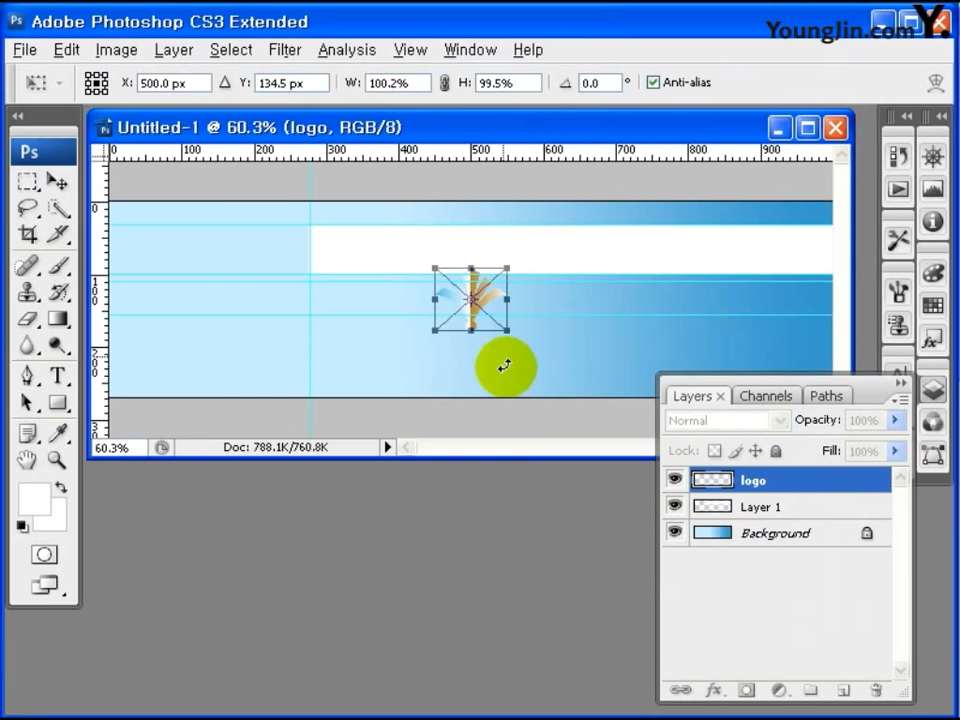 Ps Adobe Photoshop CS3 Extended
YoungJin.com Y.
File Edit Image Layer Select Filter Analysis View Window Help
X: 500.0 px Δ Y: 134.5 px W: 100.2% H: 99.5% 0.0 ° Anti-alias
Untitled-1 @ 60.3% (logo, RGB/8)
Ps
0 100 200 300 400 500 600 700 800 900
60.3% Doc: 788.1K/760.8K
Layers × Channels Paths
Normal Opacity: 100%
Lock: Fill: 100%
logo
Layer 1
Background